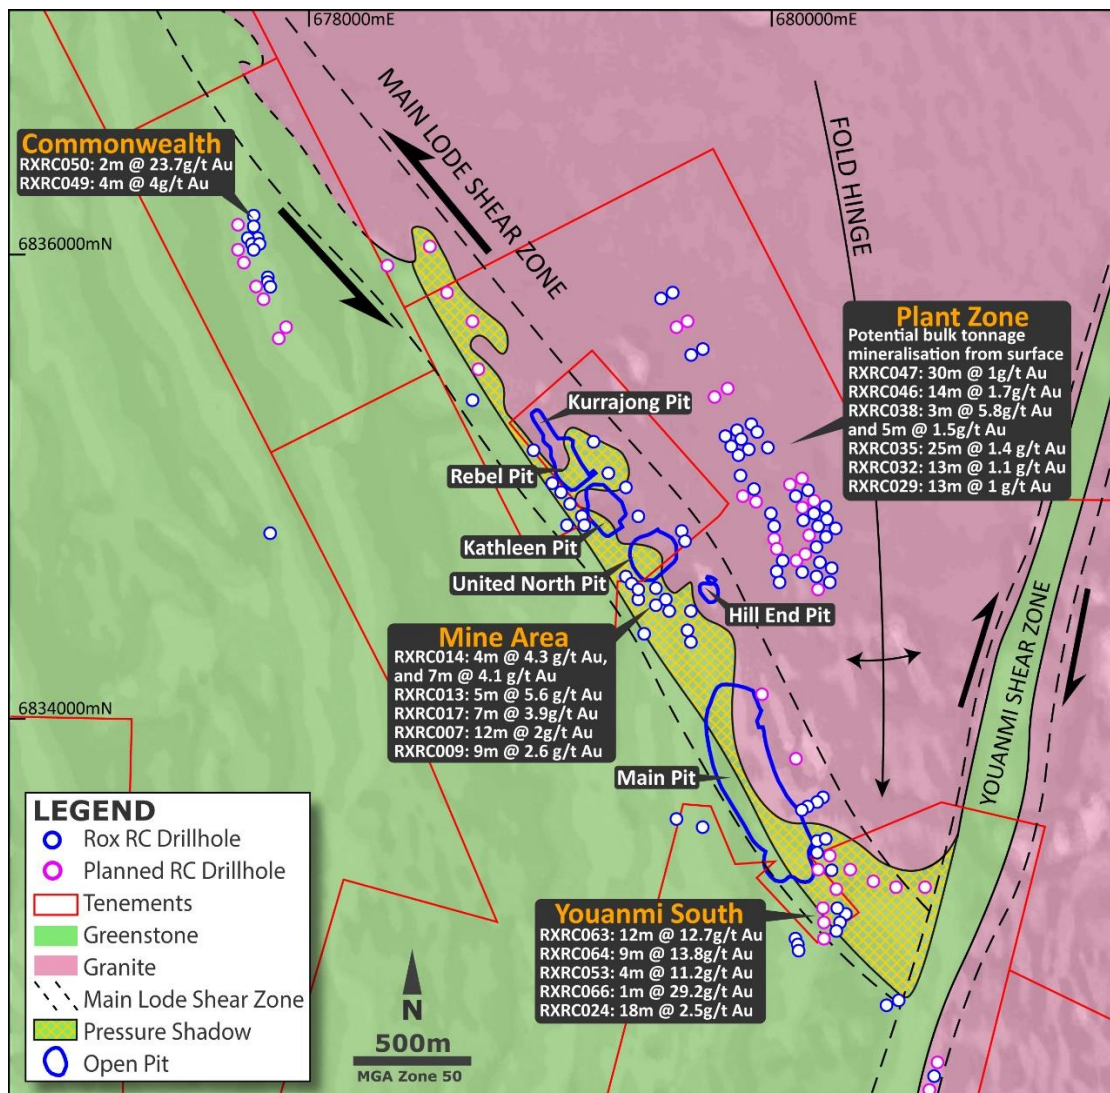 678000mE
680000mE
MAIN LODE SHEAR ZONE
FOLD HINGE
Commonwealth
RXRC050: 2m @ 23.7g/t Au
RXRC049: 4m @ 4g/t Au
6836000mN
Plant Zone
Potential bulk tonnage
mineralisation from surface
RXRC047: 30m @ 1g/t Au
RXRC046: 14m @ 1.7g/t Au
RXRC038: 3m @ 5.8g/t Au
and 5m @ 1.5g/t Au
RXRC035: 25m @ 1.4 g/t Au
RXRC032: 13m @ 1.1 g/t Au
RXRC029: 13m @ 1 g/t Au
Kurrajong Pit
Rebel Pit
Kathleen Pit
United North Pit
Hill End Pit
Mine Area
RXRC014: 4m @ 4.3 g/t Au,
and 7m @ 4.1 g/t Au
RXRC013: 5m @ 5.6 g/t Au
RXRC017: 7m @ 3.9g/t Au
RXRC007: 12m @ 2g/t Au
RXRC009: 9m @ 2.6 g/t Au
YOUANMI SHEAR ZONE
6834000mN
Main Pit
LEGEND
Rox RC Drillhole
Planned RC Drillhole
Tenements
Greenstone
Granite
Main Lode Shear Zone
Pressure Shadow
Open Pit
Youanmi South
RXRC063: 12m @ 12.7g/t Au
RXRC064: 9m @ 13.8g/t Au
RXRC053: 4m @ 11.2g/t Au
RXRC066: 1m @ 29.2g/t Au
RXRC024: 18m @ 2.5g/t Au
N
500m
MGA Zone 50